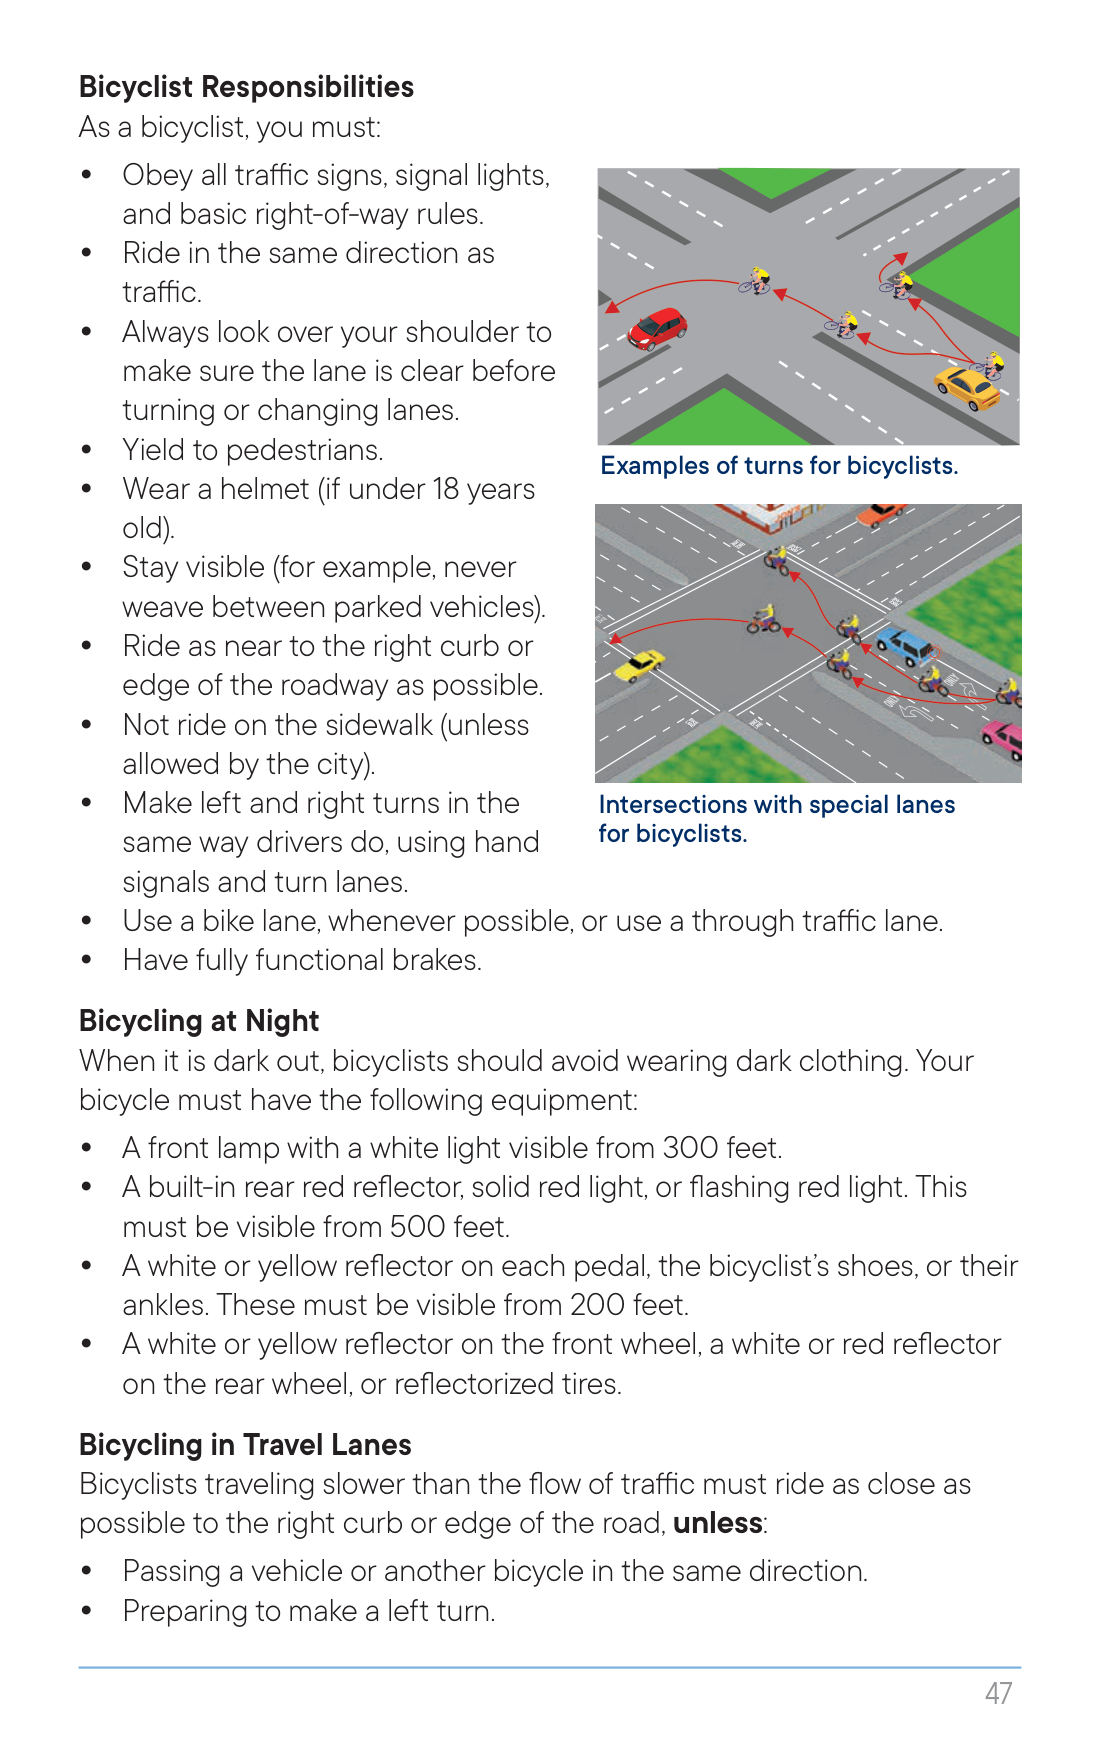 Bicyclist Responsibilities
As a bicyclist, you must:
• Obey all traffic signs, signal lights,
and basic right-of-way rules.
• Ride in the same direction as
traffic.
• Always look over your shoulder to
make sure the lane is clear before
turning or changing lanes.
• Yield to pedestrians.
• Wear a helmet (if under 18 years
old).
• Stay visible (for example, never
weave between parked vehicles).
• Ride as near to the right curb or
edge of the roadway as possible.
• Not ride on the sidewalk (unless
allowed by the city).
• Make left and right turns in the
same way drivers do, using hand
signals and turn lanes.
• Use a bike lane, whenever possible, or use a through traffic lane.
• Have fully functional brakes.
Examples of turns for bicyclists.
ONLY
ONLY
Intersections with special lanes
for bicyclists.
Bicycling at Night
When it is dark out, bicyclists should avoid wearing dark clothing. Your
bicycle must have the following equipment:
• A front lamp with a white light visible from 300 feet.
• A built-in rear red reflector, solid red light, or flashing red light. This
must be visible from 500 feet.
• A white or yellow reflector on each pedal, the bicyclist’s shoes, or their
ankles. These must be visible from 200 feet.
• A white or yellow reflector on the front wheel, a white or red reflector
on the rear wheel, or reflectorized tires.
Bicycling in Travel Lanes
Bicyclists traveling slower than the flow of traffic must ride as close as
possible to the right curb or edge of the road, unless:
• Passing a vehicle or another bicycle in the same direction.
• Preparing to make a left turn.
47